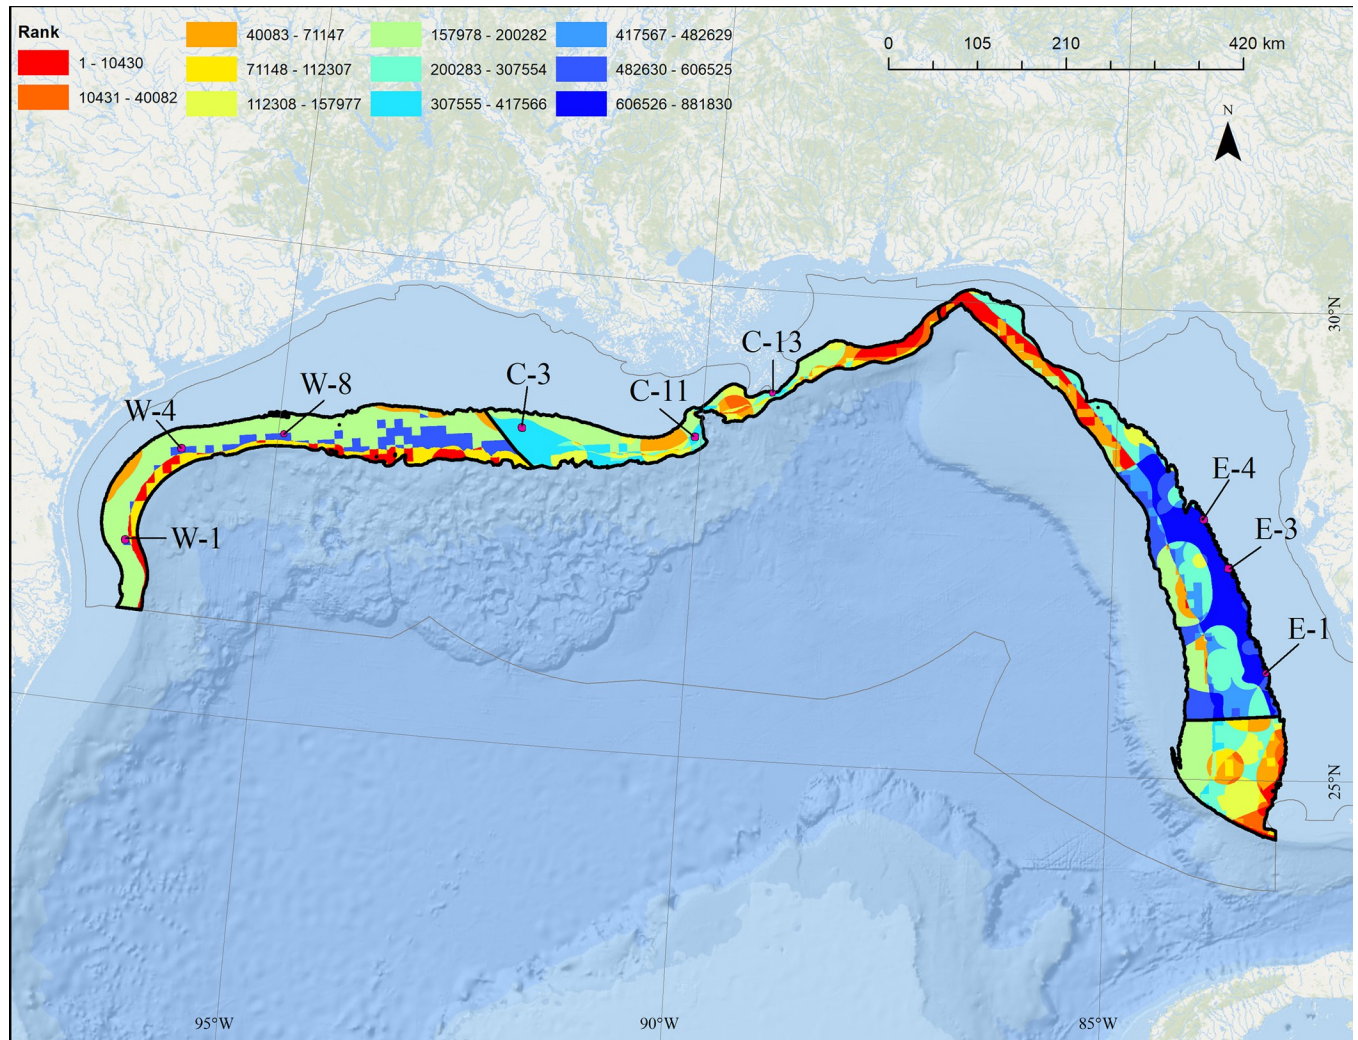 Rank
1 - 10430
10431 - 40082
40083 - 71147
71148 - 112307
112308 - 157977
157978 - 200282
200283 - 307554
307555 - 417566
417567 - 482629
482630 - 606525
606526 - 881830
0 105 210 420 km
N
30°N
C-13
W-8
C-3
C-11
W-4
E-4
W-1
E-3
E-1
25°N
95°W
90°W
85°W